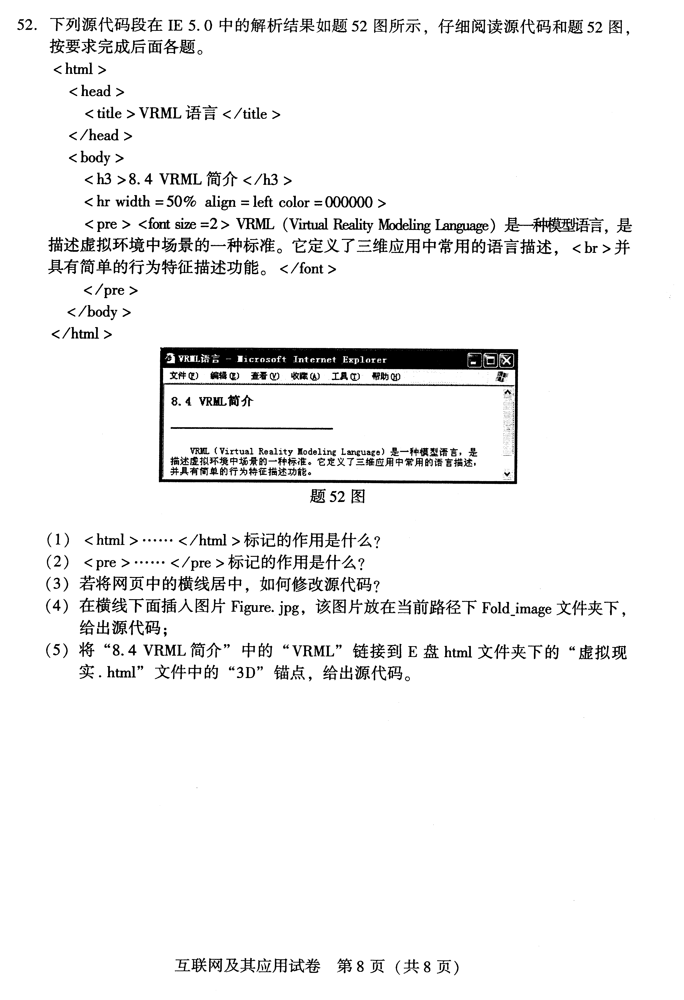 52. 下列源代码段在 IE 5.0 中的解析结果如题 52 图所示，仔细阅读源代码和题 52 图，
按要求完成后面各题。
<html>
<head>
<title>VRML 语言</title>
</head>
<body>
<h3>8.4 VRML 简介</h3>
<hr width=50% align=left color=000000>
<pre> <font size=2> VRML (Virtual Reality Modeling Language) 是一种模型语言，是
描述虚拟环境中场景的一种标准。它定义了三维应用中常用的语言描述，<br>并
具有简单的行为特征描述功能。</font>
</pre>
</body>
</html>
VRML语言 - Microsoft Internet Explorer
文件(F) 编辑(E) 查看(V) 收藏(A) 工具(T) 帮助(H)
8.4 VRML简介
VRML (Virtual Reality Modeling Language) 是一种模型语言，是
描述虚拟环境中场景的一种标准。它定义了三维应用中常用的语言描述，
并具有简单的行为特征描述功能。
题 52 图
(1) <html>……</html>标记的作用是什么?
(2) <pre>……</pre>标记的作用是什么?
(3) 若将网页中的横线居中，如何修改源代码?
(4) 在横线下面插入图片 Figure.jpg，该图片放在当前路径下 Fold_image 文件夹下，
给出源代码；
(5) 将“8.4 VRML 简介”中的“VRML”链接到 E 盘 html 文件夹下的“虚拟现
实.html”文件中的“3D”锚点，给出源代码。
互联网及其应用试卷 第 8 页 (共 8 页)